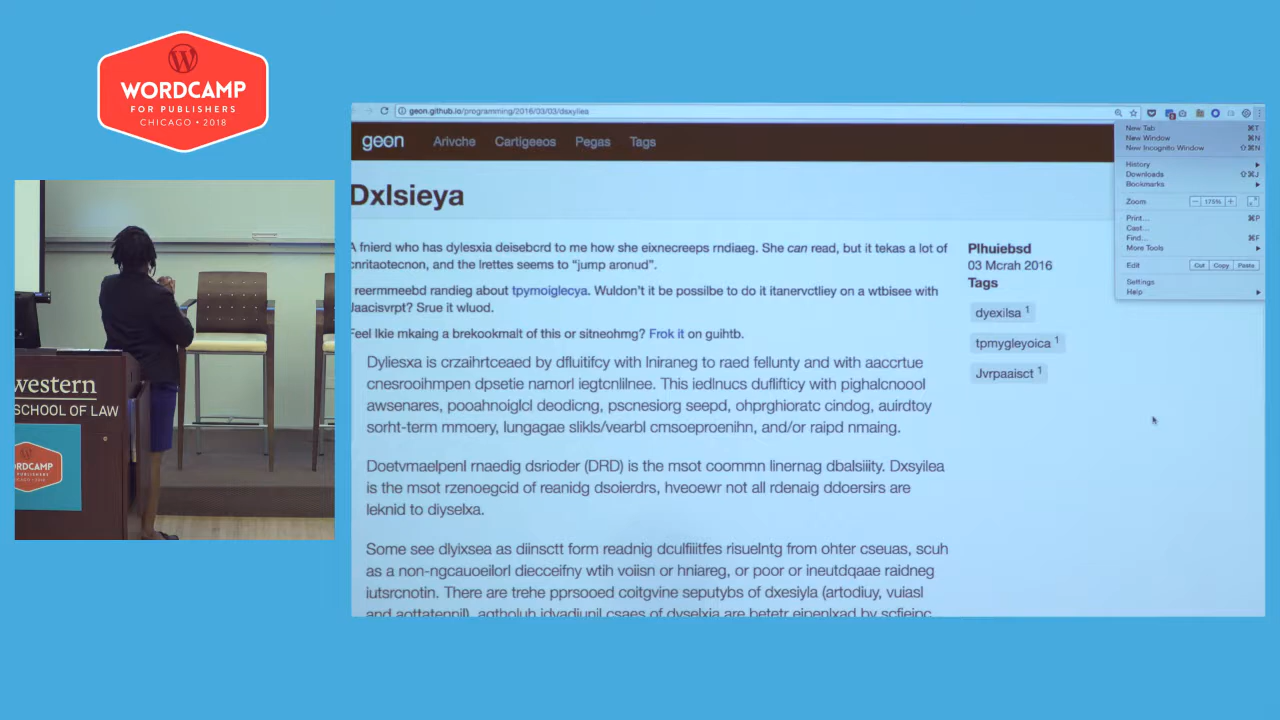 WORDCAMP
FOR PUBLISHERS
CHICAGO • 2018
western
SCHOOL OF LAW
ORDCAMP
geon.github.io/programming/2016/03/03/dsxyliea
geon Arivche Cartigeeos Pegas Tags
Dxlsieya
A fnierd who has dylesxia deisebcrd to me how she eixnecreeps rndiaeg. She can read, but it tekas a lot of
cnritaotecnon, and the lrettes seems to “jump aronud”.
reermmeebd randieg about tpymoiglecya. Wuldon't it be possilbe to do it itanervctliey on a wtbisee with
Jaacisvrpt? Srue it wluod.
Feel lkie mkaing a brekookmalt of this or sitneohmg? Frok it on guihtb.
Dyliesxa is crzaihrtceaed by dfluitifcy with lniraneg to raed fellunty and with aaccrtue
cnesrooihmpen dpsetie namorl iegtcnlilnee. This iedlnucs duflifticy with pighalcnoool
awsenares, pooahnoiglcl deodicng, pscnesiorg seepd, ohprghioratc cindog, auirdtoy
sorht-term mmoery, lungagae slikls/vearbl cmsoeproenihn, and/or raipd nmaing.
Doetvmaelpenl rnaedig dsrioder (DRD) is the msot coommn linernag dbalsiiity. Dxsyilea
is the msot rzenoegcid of reanidg dsoierdrs, hveoewr not all rdenaig ddoersirs are
leknid to diyselxa.
Some see dlyixsea as diinsctt form readnig dculfiiitfes risuelntg from ohter cseuas, scuh
as a non-ngcauoeilorl diecceifny wtih voiisn or hniareg, or poor or ineutdqaae raidneg
iutsrcnotin. There are trehe pprsooed coitgvine seputybs of dxesiyla (artodiuy, vuiasl
Plhuiebsd
03 Mcrah 2016
Tags
dyexilsa 1
tpmygleyoica 1
Jvrpaaisct 1
New Tab ⌘T
New Window ⌘N
New Incognito Window ⇧⌘N
History
Downloads ⇧⌘J
Bookmarks
Zoom − 175% +
Print... ⌘P
Cast...
Find... ⌘F
More Tools
Edit Cut Copy Paste
Settings
Help